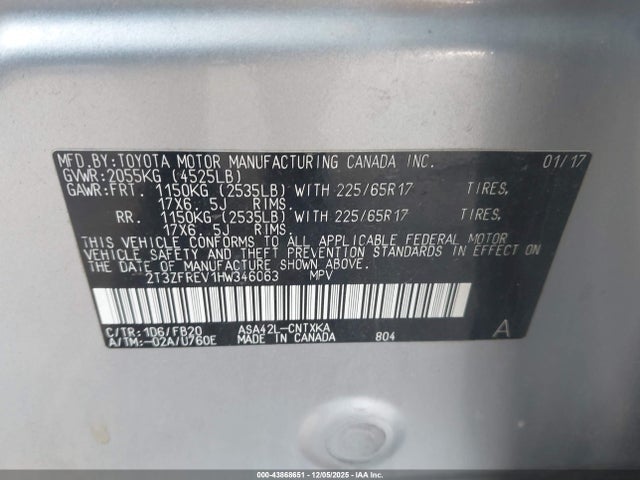 MFD.BY:TOYOTA MOTOR MANUFACTURING CANADA INC. 01/17
GVWR:2055KG (4525LB)
GAWR:FRT. 1150KG (2535LB) WITH 225/65R17 TIRES,
17X6. 5J RIMS.
RR. 1150KG (2535LB) WITH 225/65R17 TIRES,
17X6. 5J RIMS.
THIS VEHICLE CONFORMS TO ALL APPLICABLE FEDERAL MOTOR
VEHICLE SAFETY AND THEFT PREVENTION STANDARDS IN EFFECT ON
THE DATE OF MANUFACTURE SHOWN ABOVE.
2T3ZFREV1HW346063 MPV
C/TR:1D6/FB20 ASA42L-CNTXKA A
A/TM:-02A/U760E MADE IN CANADA 804
000-43868651 - 12/05/2025 - IAA Inc.